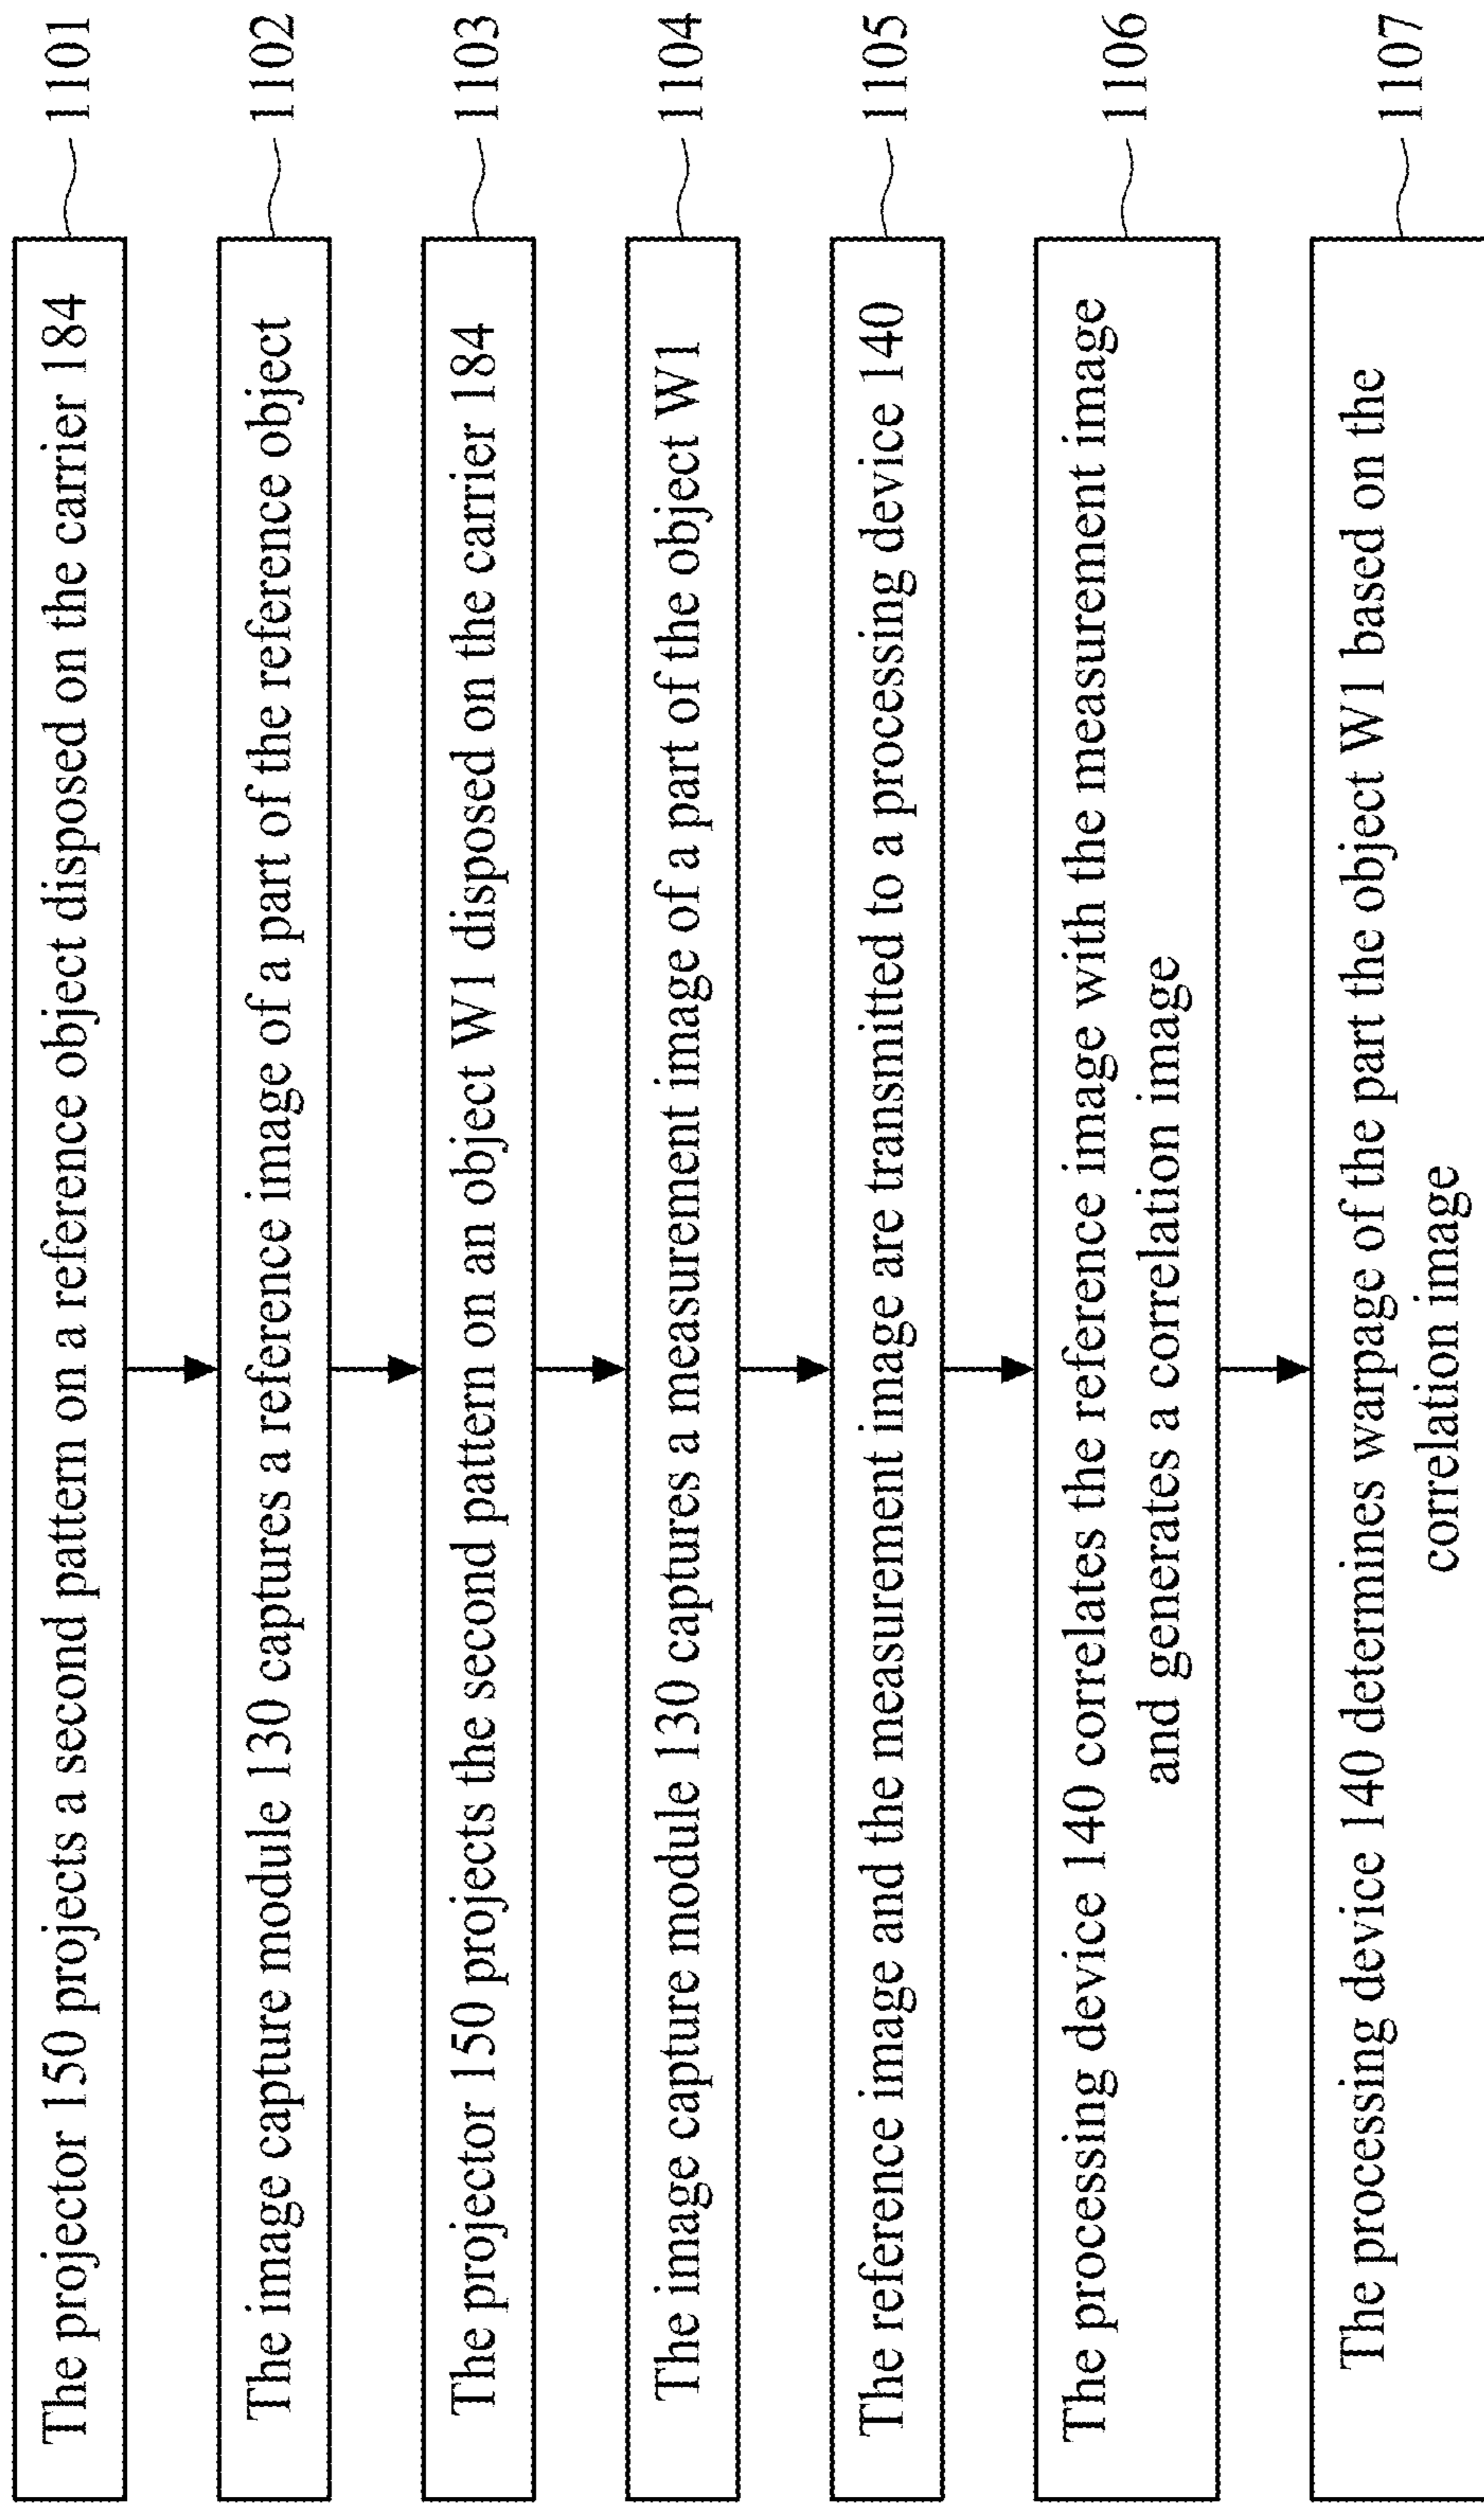 The projector 150 projects a second pattern on a reference object disposed on the carrier 184
1101
The image capture module 130 captures a reference image of a part of the reference object
1102
The projector 150 projects the second pattern on an object W1 disposed on the carrier 184
1103
The image capture module 130 captures a measurement image of a part of the object W1
1104
The reference image and the measurement image are transmitted to a processing device 140
1105
The processing device 140 correlates the reference image with the measurement image
and generates a correlation image
1106
The processing device 140 determines warpage of the part the object W1 based on the
correlation image
1107